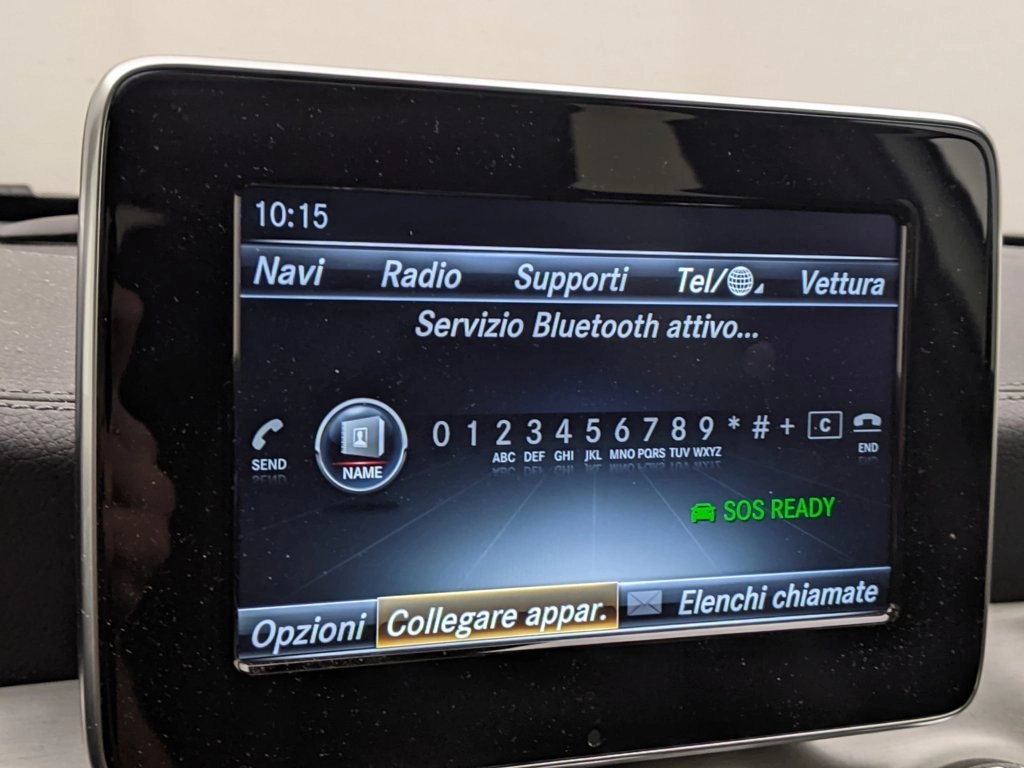 10:15
Navi Radio Supporti Tel/ Vettura
Servizio Bluetooth attivo...
SEND NAME 0 1 2 3 4 5 6 7 8 9 * # + C END
ABC DEF GHI JKL MNO PQRS TUV WXYZ
SOS READY
Opzioni Collegare appar. Elenchi chiamate